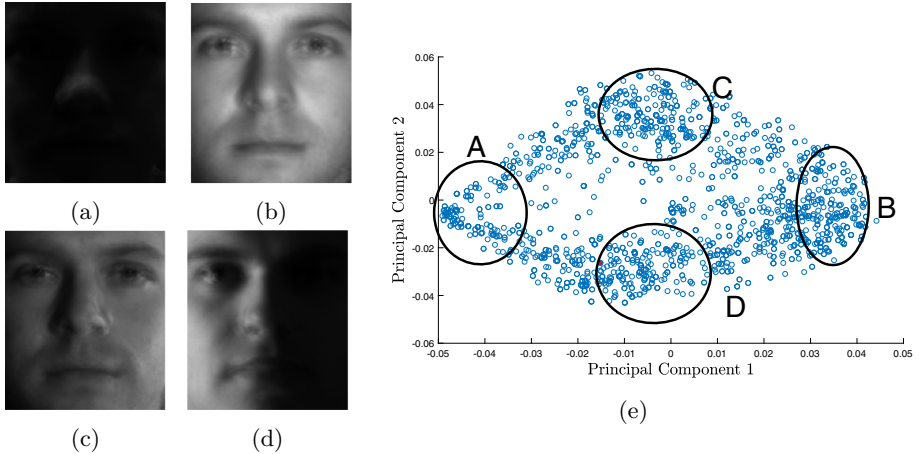 (a)
(b)
(c)
(d)
0.06
0.04
0.02
0
-0.02
-0.04
-0.06
Principal Component 2
A
C
B
D
-0.05 -0.04 -0.03 -0.02 -0.01 0 0.01 0.02 0.03 0.04 0.05
Principal Component 1
(e)